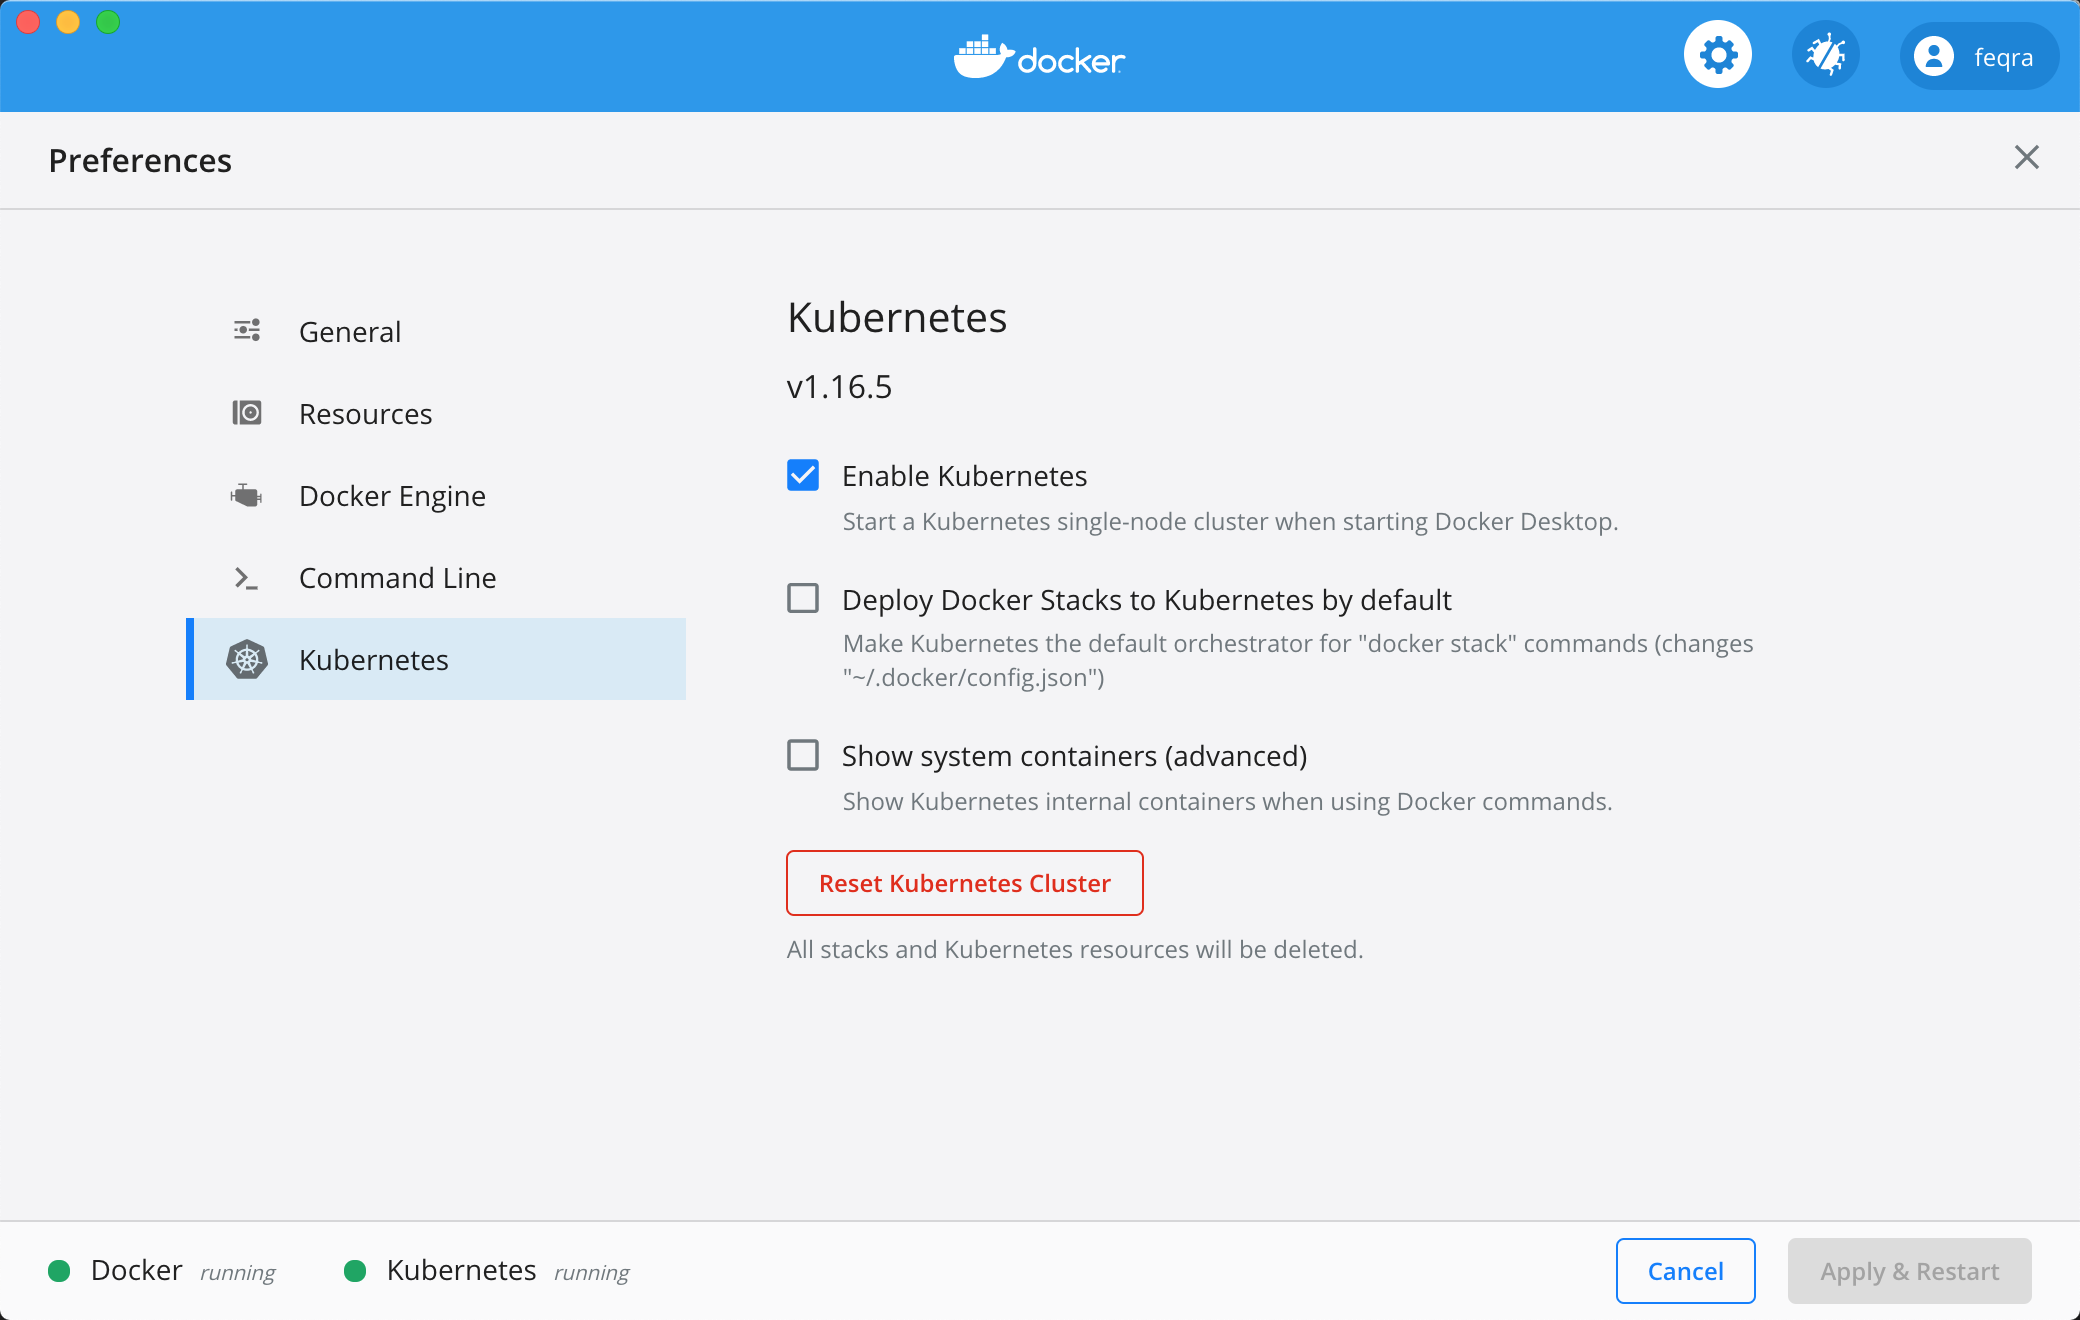 docker
feqra
Preferences
General
Resources
Docker Engine
Command Line
Kubernetes
Kubernetes
v1.16.5
Enable Kubernetes
Start a Kubernetes single-node cluster when starting Docker Desktop.
Deploy Docker Stacks to Kubernetes by default
Make Kubernetes the default orchestrator for "docker stack" commands (changes
"~/.docker/config.json")
Show system containers (advanced)
Show Kubernetes internal containers when using Docker commands.
Reset Kubernetes Cluster
All stacks and Kubernetes resources will be deleted.
Docker running Kubernetes running
Cancel Apply & Restart